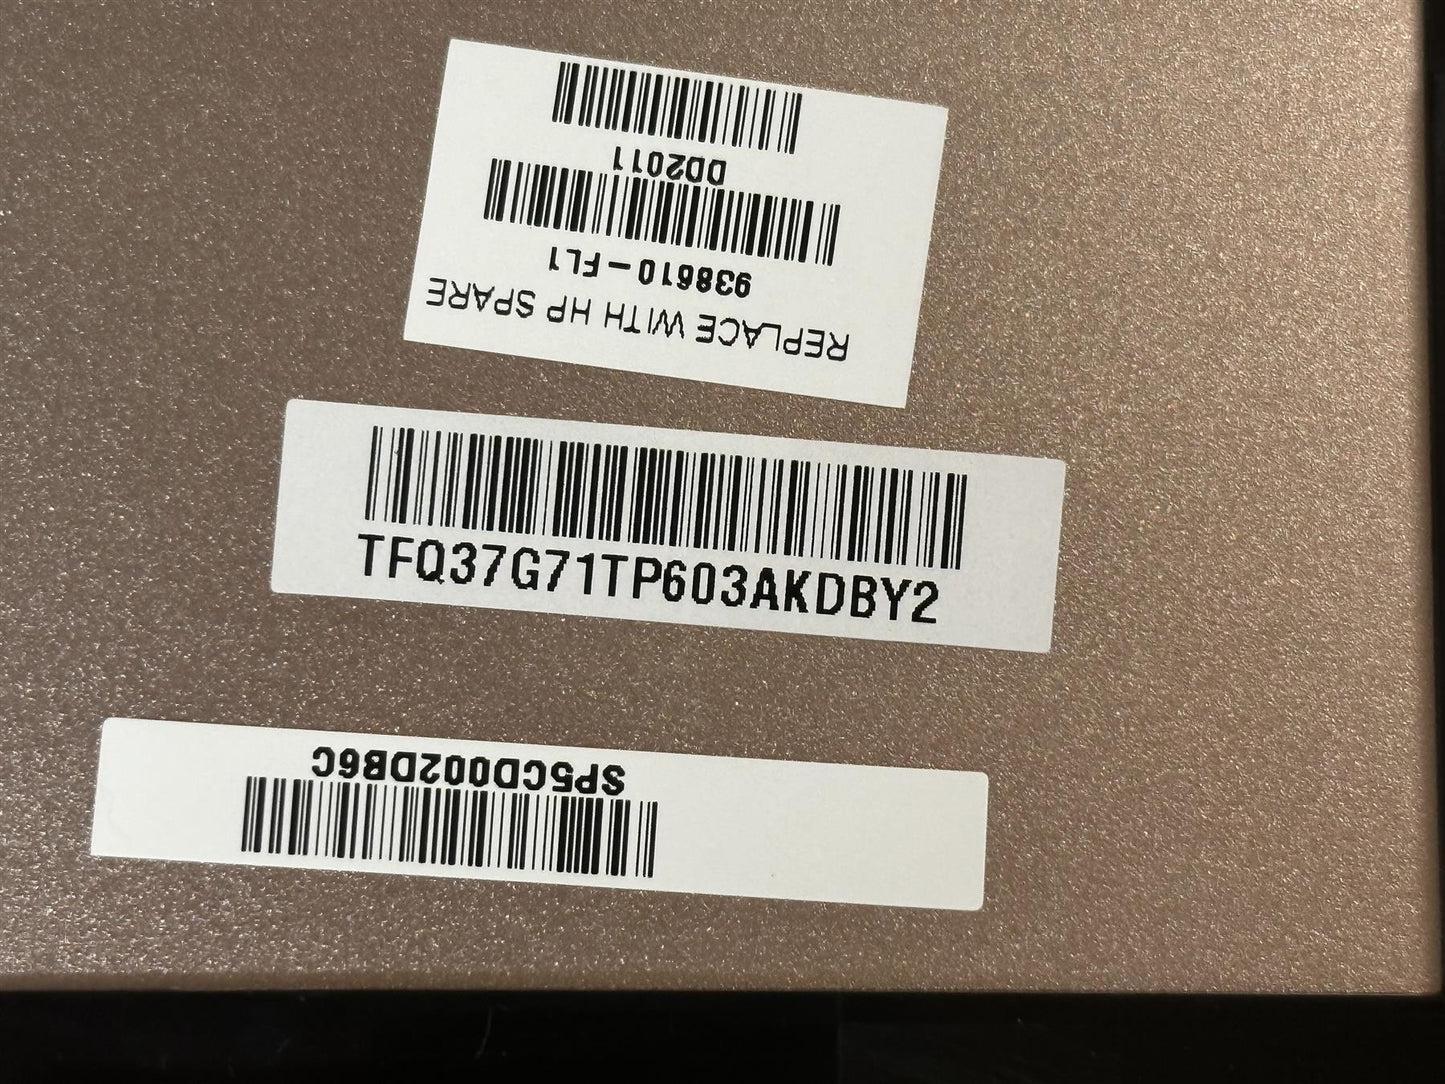 REPLACE WITH HP SPARE
938610-FL1
DD2011
TFQ37G71TP603AKDBY2
SP5CD002DB6C